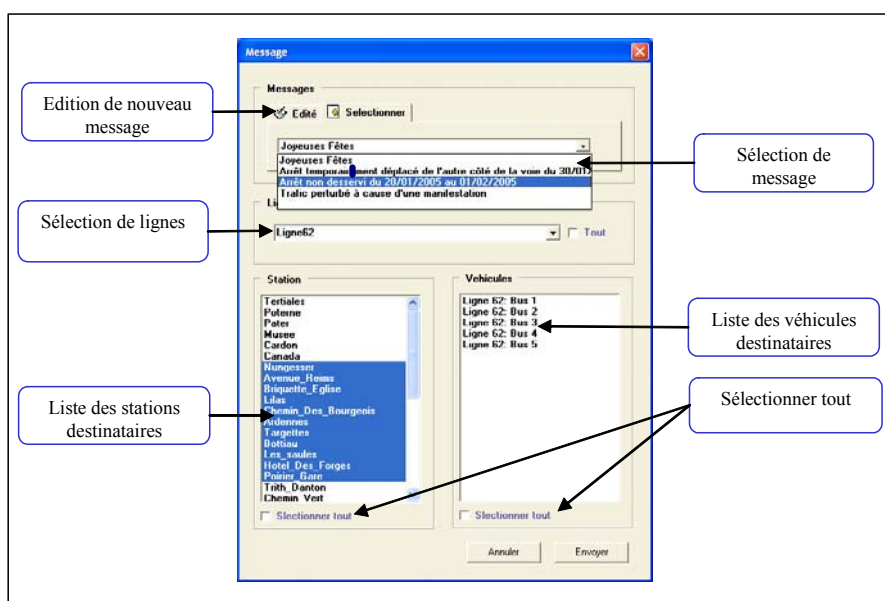 Message
Edition de nouveau
message
Messages
Edité Selectionner
Joyeuses Fêtes
Joyeuses Fêtes
Arrêt temporairement déplacé de l'autre côté de la voie du 30/01/
Arrêt non desservi du 28/01/2005 au 01/02/2005
Trafic perturbé à cause d'une manifestation
Sélection de
message
Sélection de lignes
Li
Ligne62
Tout
Station
Tertiales
Poterne
Pater
Musee
Cardon
Canada
Nungesser
Avenue_Reims
Briquette_Eglise
Lilas
Chemin_Des_Bourgeois
Ardennes
Targettes
Bottiau
Les_saules
Hotel_Des_Forges
Poirier_Gare
Trith_Danton
Chemin_Vert
Slectionner tout
Vehicules
Ligne 62: Bus 1
Ligne 62: Bus 2
Ligne 62: Bus 3
Ligne 62: Bus 4
Ligne 62: Bus 5
Slectionner tout
Liste des véhicules
destinataires
Liste des stations
destinataires
Sélectionner tout
Annuler
Envoyer